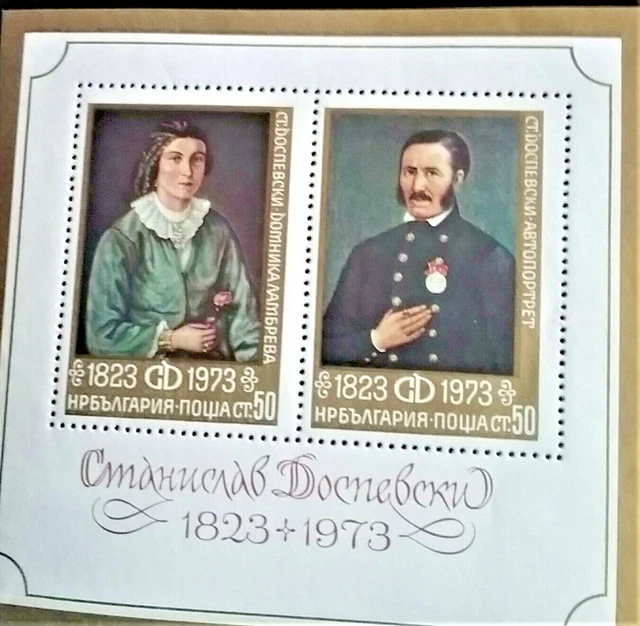 СТ.ДОСПЕВСКИ·ДОМНИКА ЛАМБРЕВА
1823 СД 1973
НРБЪЛГАРИЯ·ПОЩА СТ.50
СТ.ДОСПЕВСКИ·АВТОПОРТРЕТ
1823 СД 1973
НРБЪЛГАРИЯ·ПОЩА СТ.50
Станислав Доспевски
1823+1973